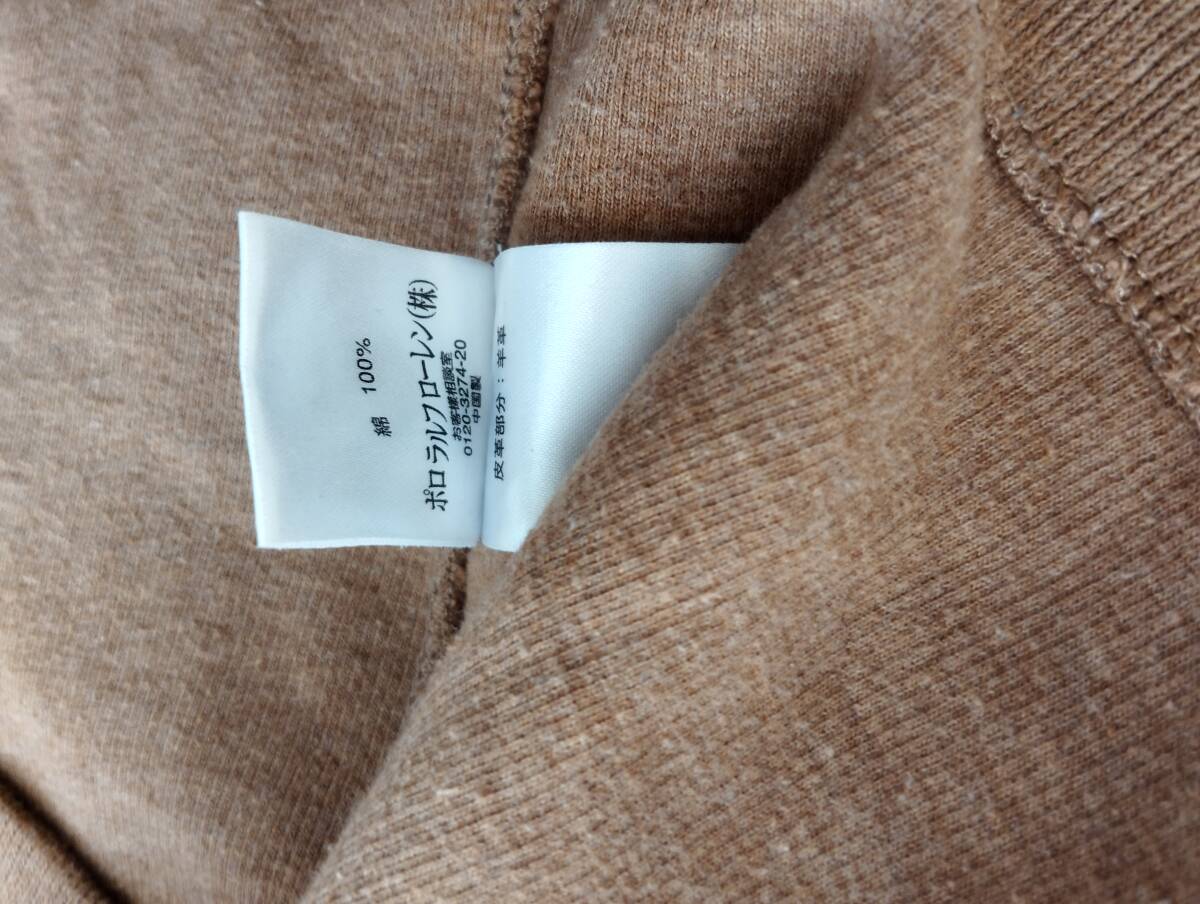 綿 100%
ポロ ラルフローレン(株)
お客様相談室
0120-3274-20
中国製
皮革部分：羊革